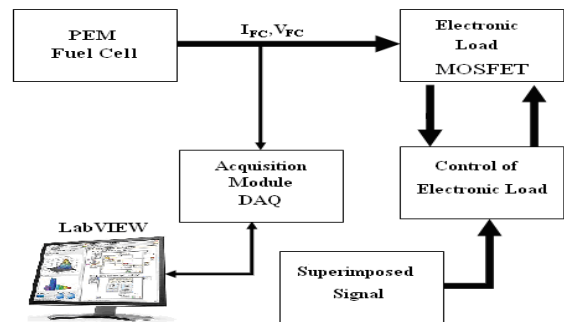 PEM
Fuel Cell
IFC,VFC
Electronic
Load
MOSFET
Acquisition
Module
DAQ
Control of
Electronic Load
LabVIEW
Superimposed
Signal